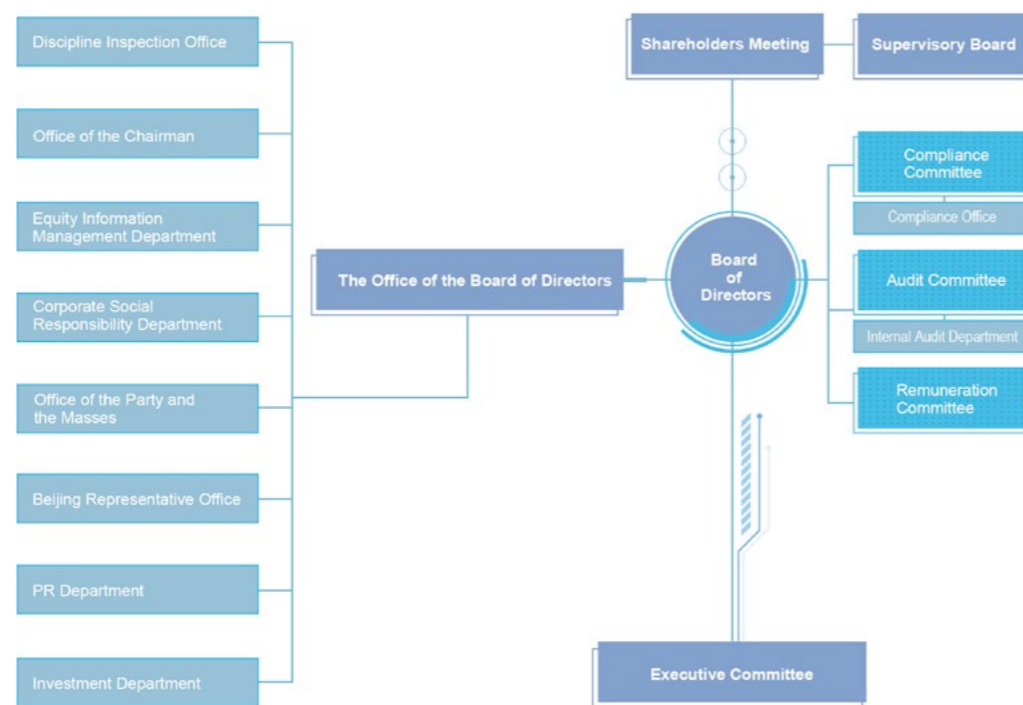 Discipline Inspection Office
Office of the Chairman
Equity Information
Management Department
Corporate Social
Responsibility Department
Office of the Party and
the Masses
Beijing Representative Office
PR Department
Investment Department
The Office of the Board of Directors
Shareholders Meeting
Supervisory Board
Board
of
Directors
Compliance
Committee
Compliance Office
Audit Committee
Internal Audit Department
Remuneration
Committee
Executive Committee